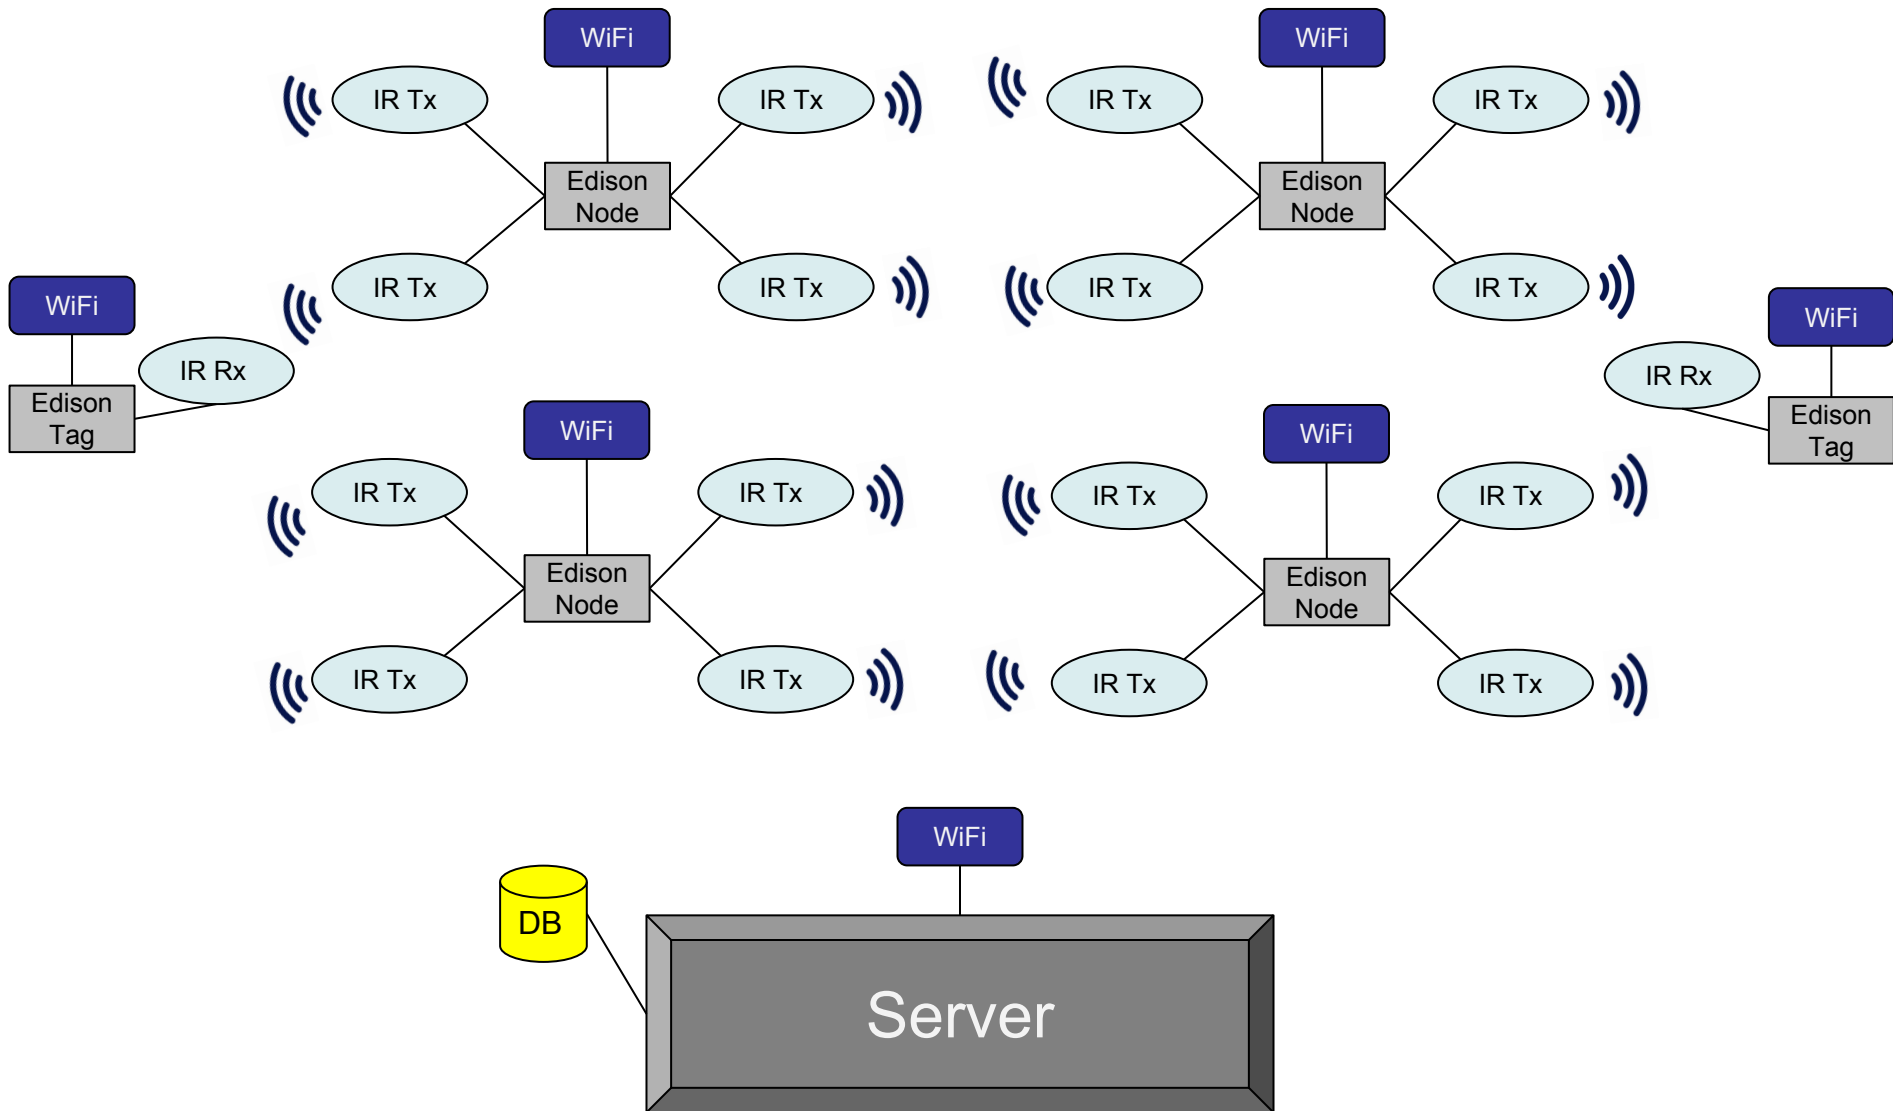 WiFi
WiFi
IR Tx
IR Tx
IR Tx
IR Tx
Edison
Node
Edison
Node
IR Tx
IR Tx
IR Tx
IR Tx
WiFi
WiFi
IR Rx
IR Rx
Edison
Tag
Edison
Tag
WiFi
WiFi
IR Tx
IR Tx
IR Tx
IR Tx
Edison
Node
Edison
Node
IR Tx
IR Tx
IR Tx
IR Tx
WiFi
DB
Server